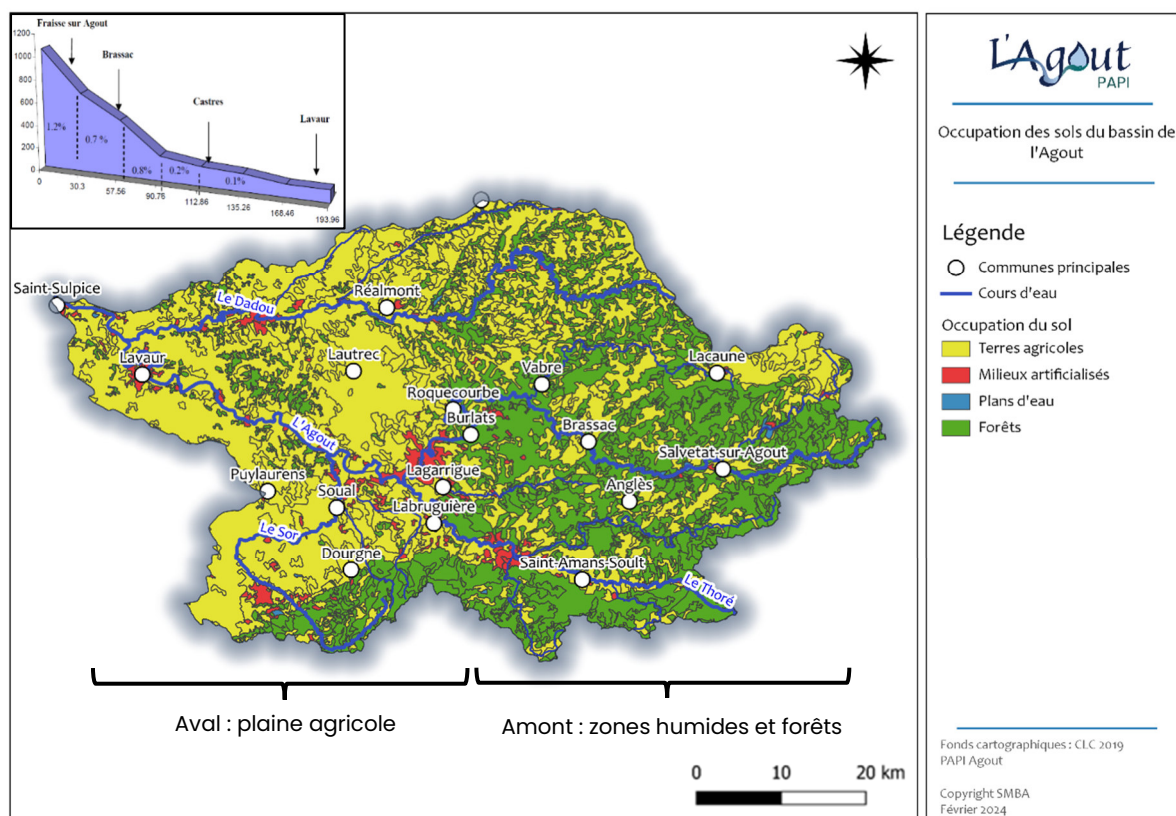 Fraisse sur Agout
Brassac
Castres
Lavaur
1200
1000
800
600
400
200
0
1.2%
0.7 %
0.8%
0.2%
0.1%
0
30.3
57.56
90.76
112.86
135.26
168.46
193.96
Saint-Sulpice
Le Dadou
Réalmont
Lavaur
Lautrec
Vabre
Lacaune
Roquecourbe
Burlats
Brassac
L'Agout
Salvetat-sur-Agout
Lagarrigue
Puylaurens
Soual
Anglès
Labruguière
Le Sor
Dourgne
Saint-Amans-Soult
Le Thoré
Aval : plaine agricole
Amont : zones humides et forêts
0 10 20 km
L'Agout
PAPI
Occupation des sols du bassin de
l'Agout
Légende
Communes principales
Cours d'eau
Occupation du sol
Terres agricoles
Milieux artificialisés
Plans d'eau
Forêts
Fonds cartographiques : CLC 2019
PAPI Agout
Copyright SMBA
Février 2024